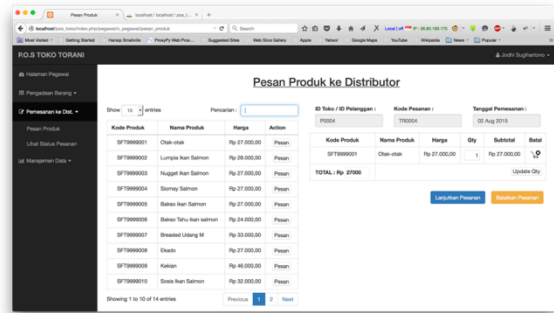 Pesan Produk
localhost / localhost / pos_t...
localhost/pos_toko/index.php/pegawai/c_pegawai/pesan_produk
Search
Most Visited
Getting Started
Hamep Smallville
ProxyFy Web Prox...
Suggested Sites
Web Slice Gallery
Apple
Yahoo!
Google Maps
YouTube
Wikipedia
News
Popular
P.O.S TOKO TORANI
Jodhi Sugihartono
Halaman Pegawai
Pengadaan Barang
Pemesanan ke Dist.
Pesan Produk
Lihat Status Pesanan
Manajemen Data
Pesan Produk ke Distributor
Show 10 entries
Pencarian :
Kode Produk Nama Produk Harga Action
SFT9999001 Otak-otak Rp 27.000,00 Pesan
SFT9999002 Lumpia Ikan Salmon Rp 28.000,00 Pesan
SFT9999003 Nugget Ikan Salmon Rp 27.000,00 Pesan
SFT9999004 Siomay Salmon Rp 27.000,00 Pesan
SFT9999005 Bakso Ikan Salmon Rp 27.000,00 Pesan
SFT9999006 Bakso Tahu ikan salmon Rp 24.000,00 Pesan
SFT9999007 Breaded Udang M Rp 33.000,00 Pesan
SFT9999008 Ekado Rp 27.000,00 Pesan
SFT9999009 Kekian Rp 46.000,00 Pesan
SFT9999010 Sosis Ikan Salmon Rp 32.000,00 Pesan
Showing 1 to 10 of 14 entries
Previous 1 2 Next
ID Toko / ID Pelanggan : Kode Pesanan : Tanggal Pemesanan :
P0004 TR0004 02 Aug 2015
Kode Produk Nama Produk Harga Qty Subtotal Batal
SFT9999001 Otak-otak Rp 27.000,00 1 Rp 27.000,00
TOTAL : Rp 27000
Update Qty
Lanjutkan Pesanan
Batalkan Pesanan